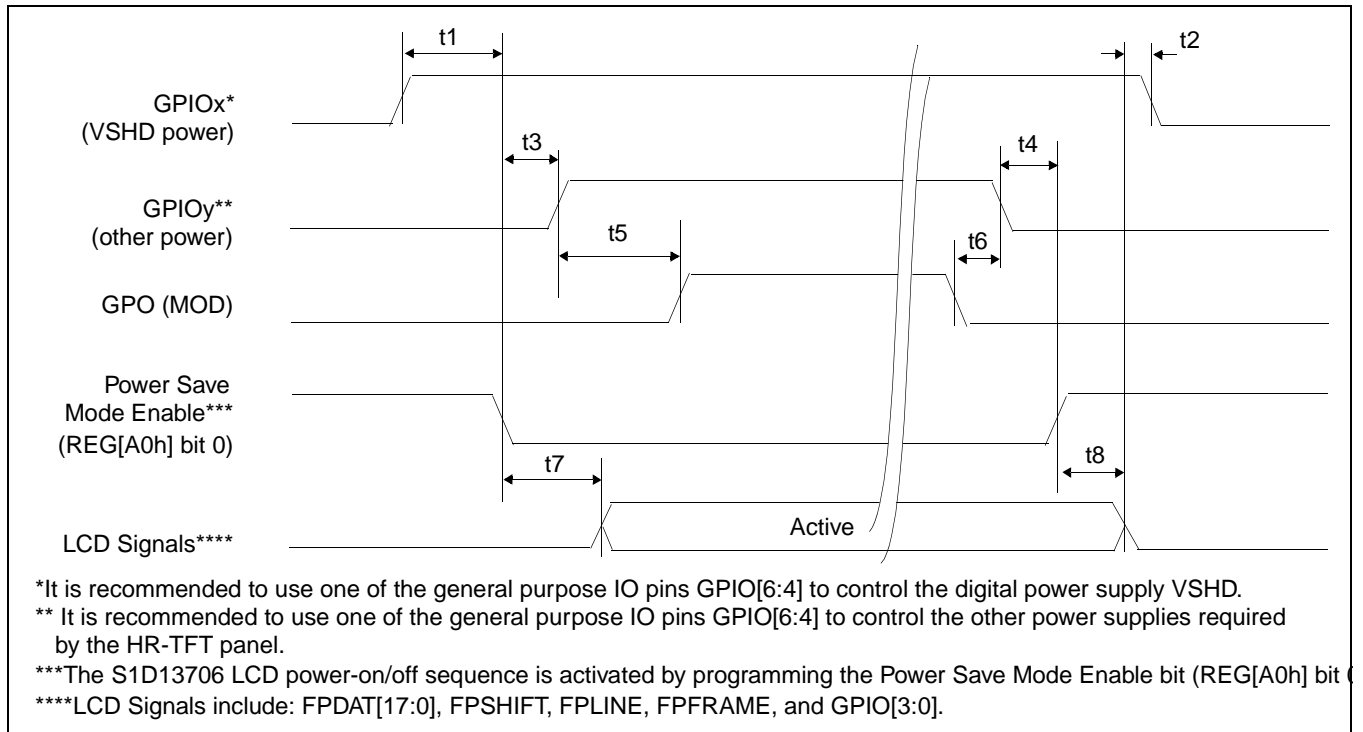 t1
t2
GPIOx*
(VSHD power)
t3
t4
GPIOy**
(other power)
t5
t6
GPO (MOD)
Power Save
Mode Enable***
(REG[A0h] bit 0)
t7
t8
Active
LCD Signals****
*It is recommended to use one of the general purpose IO pins GPIO[6:4] to control the digital power supply VSHD.
** It is recommended to use one of the general purpose IO pins GPIO[6:4] to control the other power supplies required
by the HR-TFT panel.
***The S1D13706 LCD power-on/off sequence is activated by programming the Power Save Mode Enable bit (REG[A0h] bit
****LCD Signals include: FPDAT[17:0], FPSHIFT, FPLINE, FPFRAME, and GPIO[3:0].